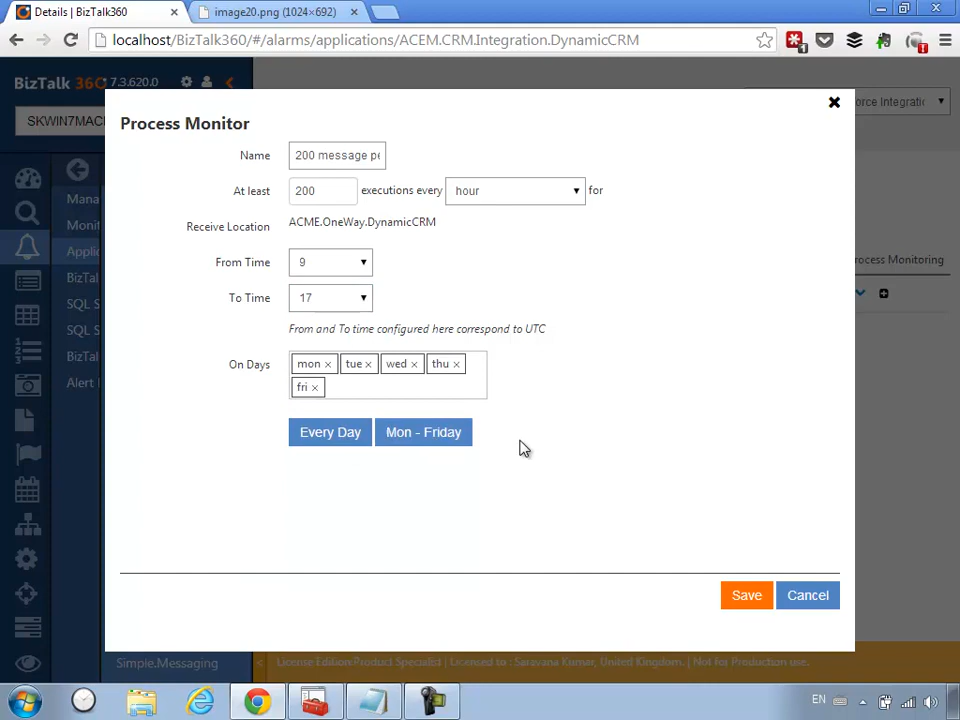 Details | BizTalk360
image20.png (1024×692)
localhost/BizTalk360/#/alarms/applications/ACEM.CRM.Integration.DynamicCRM
BizTalk 360 7.3.620.0
Process Monitor
Name 200 message pe
At least 200 executions every hour for
Receive Location ACME.OneWay.DynamicCRM
From Time 9
To Time 17
From and To time configured here correspond to UTC
On Days mon × tue × wed × thu ×
fri ×
Every Day Mon - Friday
Save Cancel
SKWIN7MAC
Mana
Monit
Applic
BizTal
SQL S
SQL S
BizTal
Alert
Simple.Messaging
orce Integrati
rocess Monitoring
License Edition:Product Specialist | Licensed to : Saravana Kumar, United Kingdom. | Not for Production use.
EN